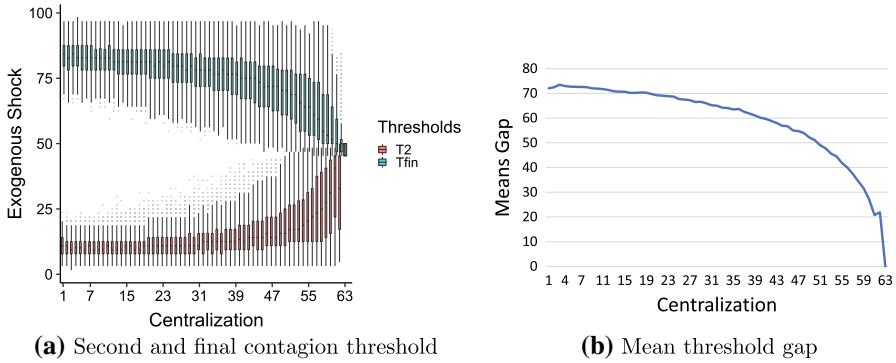 100
75
50
25
0
Exogenous Shock
1 7 15 23 31 39 47 55 63
Centralization
Thresholds
T2
Tfin
(a) Second and final contagion threshold
80
70
60
50
40
30
20
10
0
Means Gap
1 4 7 11 15 19 23 27 31 35 39 43 47 51 55 59 63
Centralization
(b) Mean threshold gap